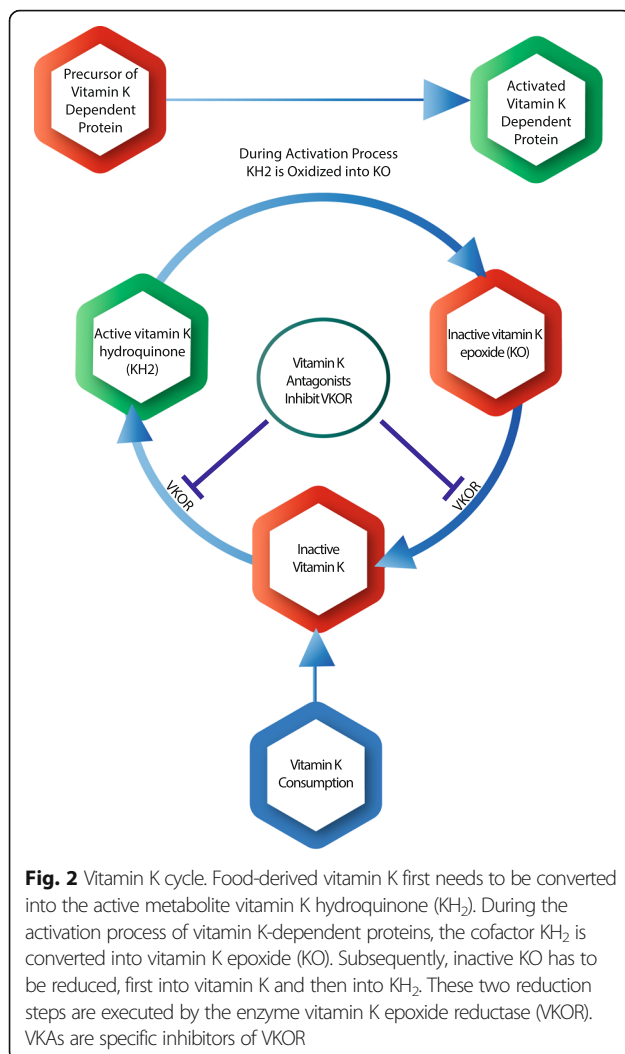 Precursor of
Vitamin K
Dependent
Protein
Activated
Vitamin K
Dependent
Protein
During Activation Process
KH2 is Oxidized into KO
Active vitamin K
hydroquinone
(KH2)
Inactive vitamin K
epoxide (KO)
Vitamin K
Antagonists
Inhibit VKOR
VKOR
VKOR
Inactive
Vitamin K
Vitamin K
Consumption
Fig. 2 Vitamin K cycle. Food-derived vitamin K first needs to be converted
into the active metabolite vitamin K hydroquinone (KH₂). During the
activation process of vitamin K-dependent proteins, the cofactor KH₂ is
converted into vitamin K epoxide (KO). Subsequently, inactive KO has to
be reduced, first into vitamin K and then into KH₂. These two reduction
steps are executed by the enzyme vitamin K epoxide reductase (VKOR).
VKAs are specific inhibitors of VKOR